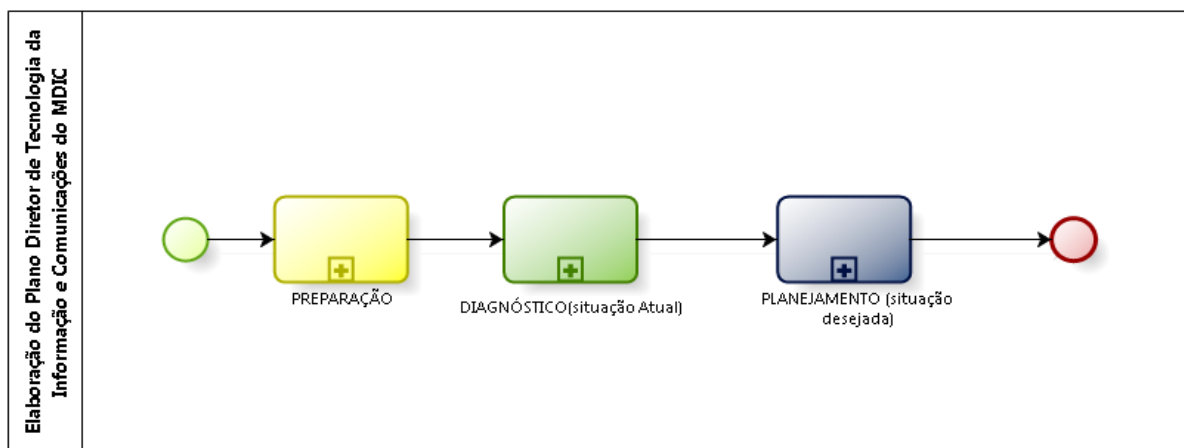 Elaboração do Plano Diretor de Tecnologia da
Informação e Comunicações do MDIC
PREPARAÇÃO
DIAGNÓSTICO(situação Atual)
PLANEJAMENTO (situação
desejada)